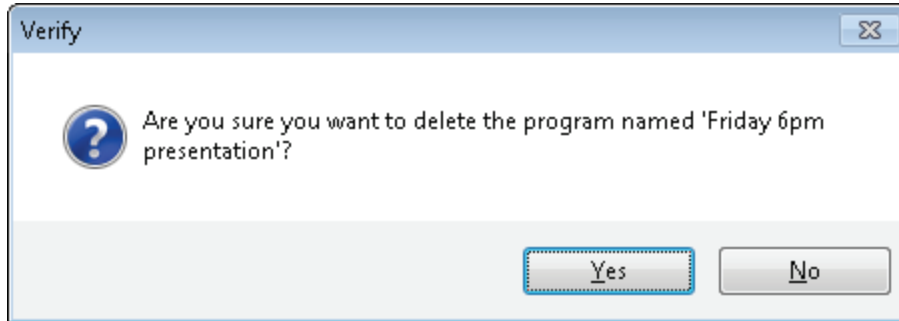 Verify
Are you sure you want to delete the program named 'Friday 6pm
presentation'?
Yes
No